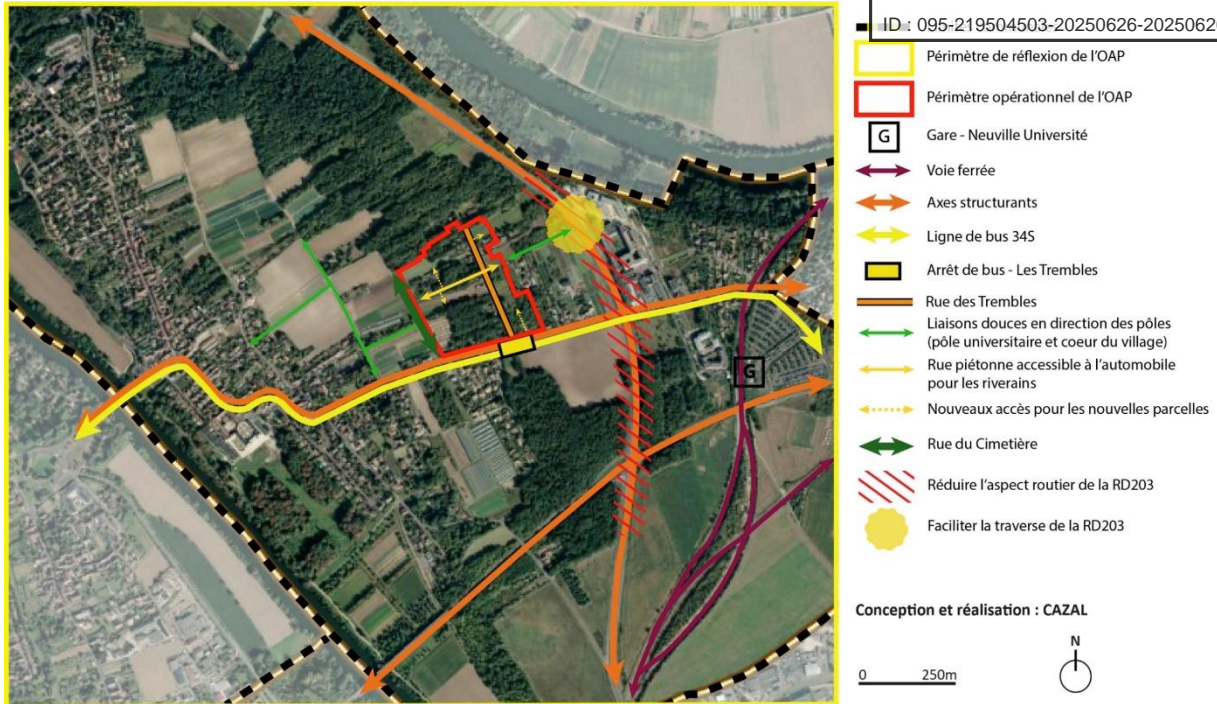 ID : 095-219504503-20250626-2025062
Périmètre de réflexion de l'OAP
Périmètre opérationnel de l'OAP
G
Gare - Neuville Université
Voie ferrée
Axes structurants
Ligne de bus 34S
Arrêt de bus - Les Trembles
Rue des Trembles
Liaisons douces en direction des pôles
(pôle universitaire et coeur du village)
Rue piétonne accessible à l'automobile
pour les riverains
Nouveaux accès pour les nouvelles parcelles
Rue du Cimetière
Réduire l'aspect routier de la RD203
Faciliter la traverse de la RD203
Conception et réalisation : CAZAL
N
0 250m
G